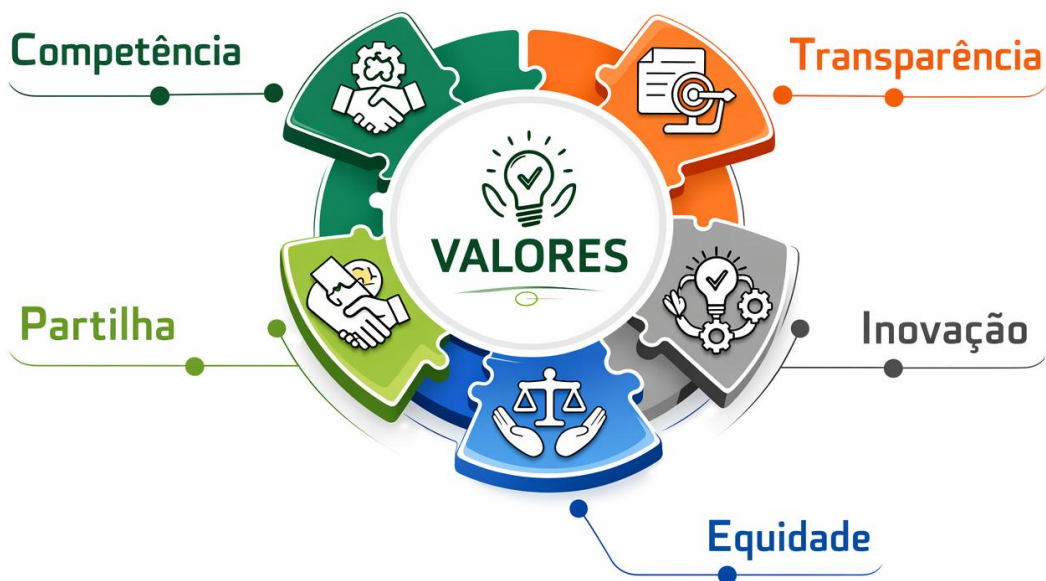 Competência
Transparência
VALORES
Partilha
Inovação
Equidade